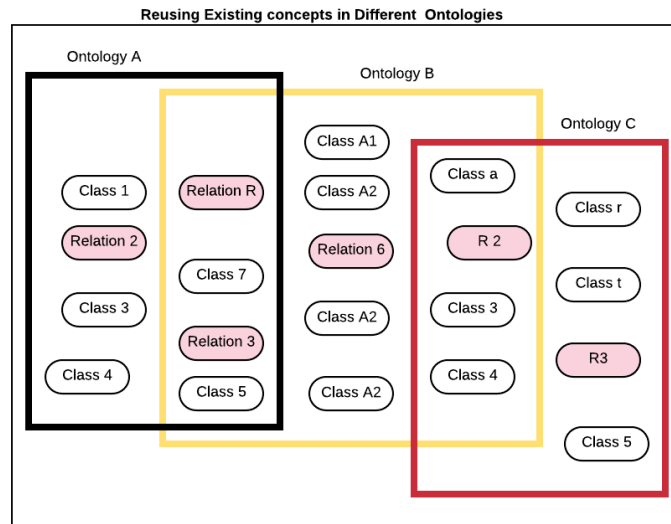 Reusing Existing concepts in Different Ontologies
Ontology A
Ontology B
Ontology C
Class 1
Relation 2
Class 3
Class 4
Relation R
Class 7
Relation 3
Class 5
Class A1
Class A2
Relation 6
Class A2
Class A2
Class a
R 2
Class 3
Class 4
Class r
Class t
R3
Class 5